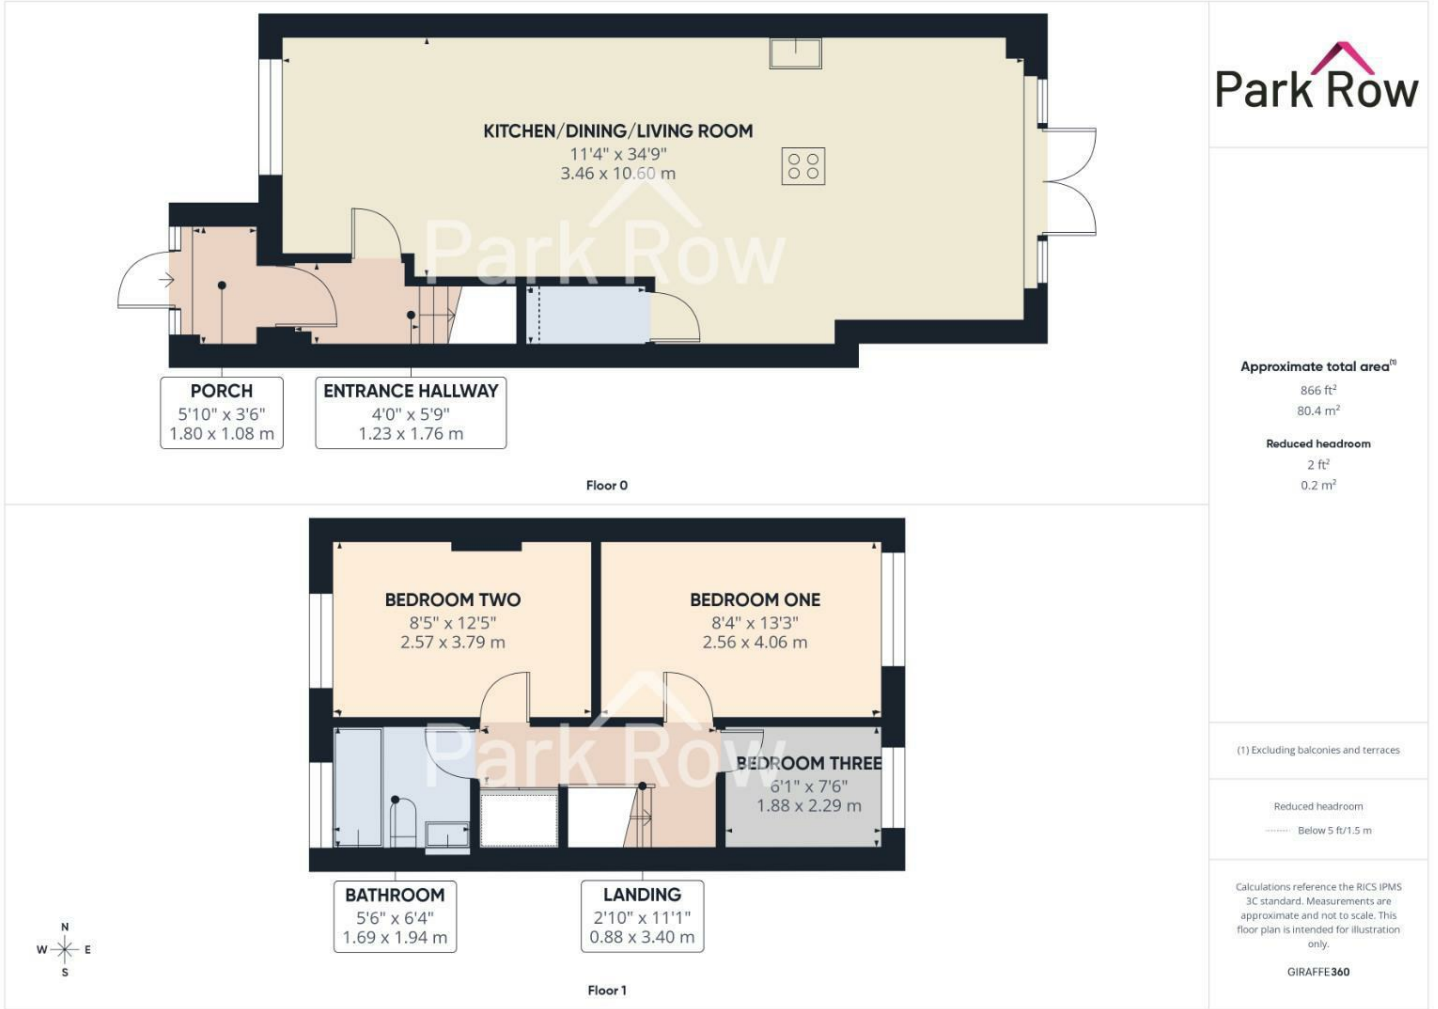 KITCHEN/DINING/LIVING ROOM
11'4" x 34'9"
3.46 x 10.60 m
Park Row
PORCH
5'10" x 3'6"
1.80 x 1.08 m
ENTRANCE HALLWAY
4'0" x 5'9"
1.23 x 1.76 m
Floor 0
BEDROOM TWO
8'5" x 12'5"
2.57 x 3.79 m
BEDROOM ONE
8'4" x 13'3"
2.56 x 4.06 m
Park Row
BEDROOM THREE
6'1" x 7'6"
1.88 x 2.29 m
BATHROOM
5'6" x 6'4"
1.69 x 1.94 m
LANDING
2'10" x 11'1"
0.88 x 3.40 m
N
W E
S
Floor 1
Park Row
Approximate total area⁽¹⁾
866 ft²
80.4 m²
Reduced headroom
2 ft²
0.2 m²
(1) Excluding balconies and terraces
Reduced headroom
Below 5 ft/1.5 m
Calculations reference the RICS IPMS
3C standard. Measurements are
approximate and not to scale. This
floor plan is intended for illustration
only.
GIRAFFE360